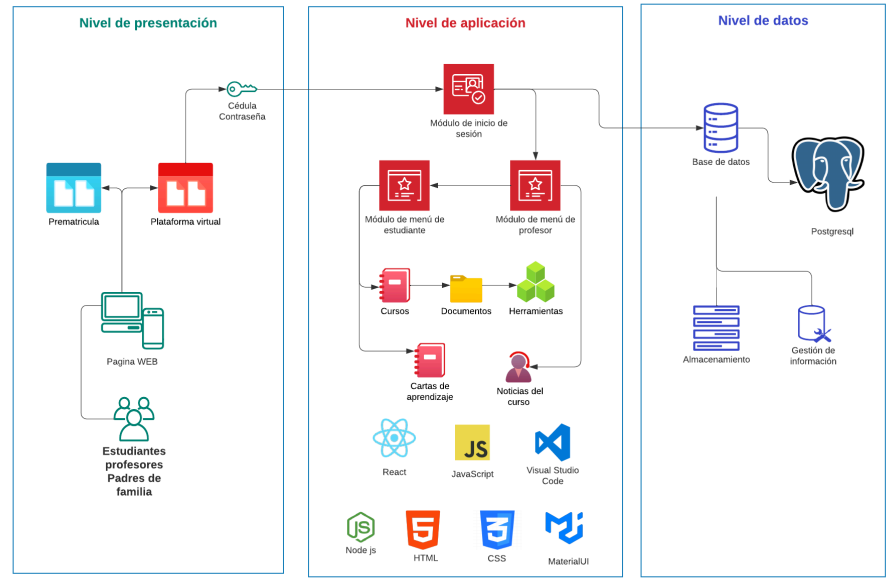 Nivel de presentación
Cédula
Contraseña
Prematricula
Plataforma virtual
Pagina WEB
Estudiantes
profesores
Padres de
familia
Nivel de aplicación
Módulo de inicio de
sesión
Módulo de menú de
estudiante
Módulo de menú de
profesor
Cursos
Documentos
Herramientas
Cartas de
aprendizaje
Noticias del
curso
React
JS
JavaScript
Visual Studio
Code
JS
Node js
5
HTML
3
CSS
MaterialUI
Nivel de datos
Base de datos
Postgresql
Almacenamiento
Gestión de
información